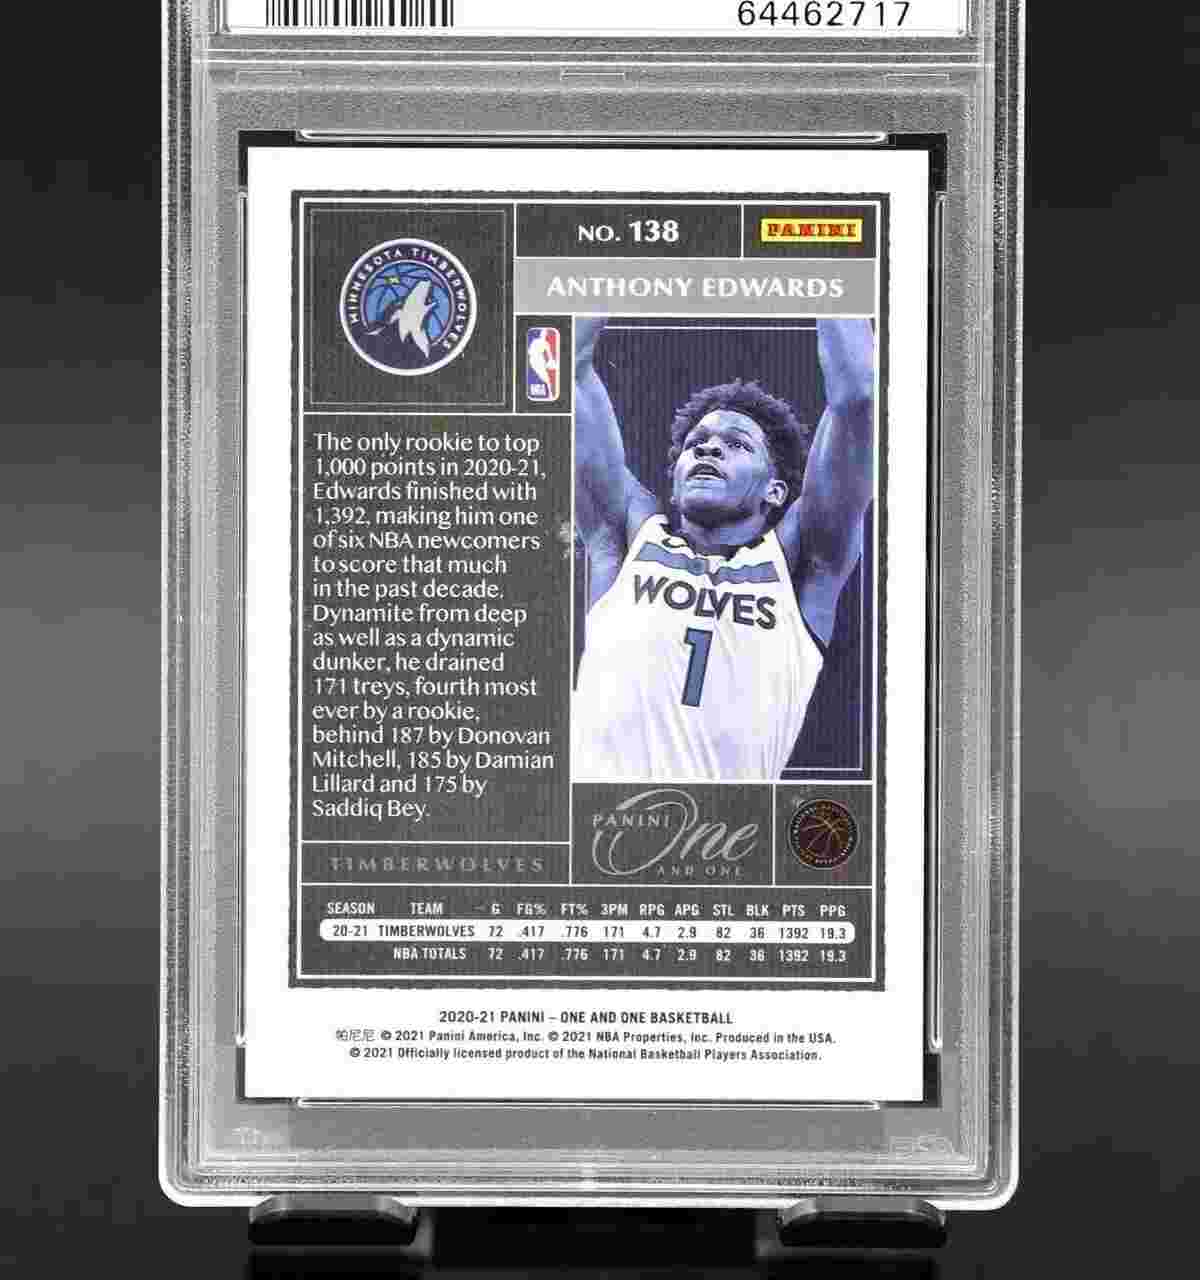 64462717
MINNESOTA TIMBERWOLVES
NO. 138
PANINI
ANTHONY EDWARDS
NBA
The only rookie to top
1,000 points in 2020-21,
Edwards finished with
1,392, making him one
of six NBA newcomers
to score that much
in the past decade.
Dynamite from deep
as well as a dynamic
dunker, he drained
171 treys, fourth most
ever by a rookie,
behind 187 by Donovan
Mitchell, 185 by Damian
Lillard and 175 by
Saddiq Bey.
WOLVES
1
TIMBERWOLVES
PANINI One
AND ONE
SEASON TEAM G FG% FT% 3PM RPG APG STL BLK PTS PPG
20-21 TIMBERWOLVES 72 .417 .776 171 4.7 2.9 82 36 1392 19.3
NBA TOTALS 72 .417 .776 171 4.7 2.9 82 36 1392 19.3
2020-21 PANINI – ONE AND ONE BASKETBALL
帕尼尼 © 2021 Panini America, Inc. © 2021 NBA Properties, Inc. Produced in the USA.
© 2021 Officially licensed product of the National Basketball Players Association.